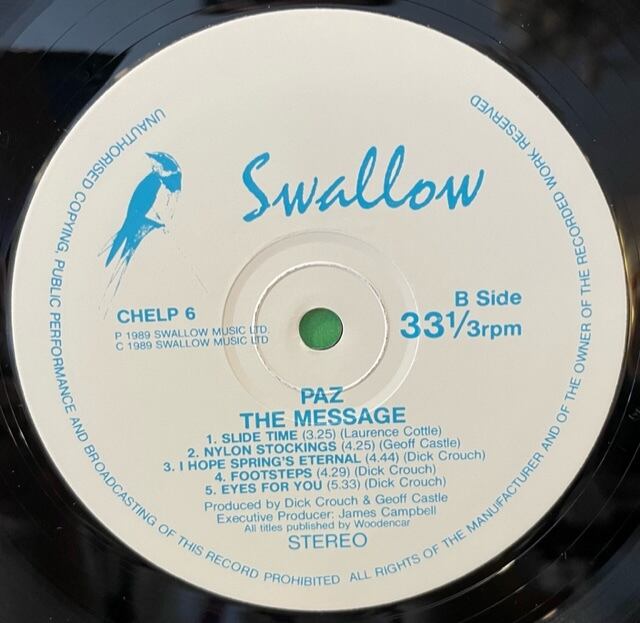 Swallow
CHELP 6
P 1989 SWALLOW MUSIC LTD.
C 1989 SWALLOW MUSIC LTD
B Side
33 1/3rpm
PAZ
THE MESSAGE
1. SLIDE TIME (3.25) (Laurence Cottle)
2. NYLON STOCKINGS (4.25) (Geoff Castle)
3. I HOPE SPRING'S ETERNAL (4.44) (Dick Crouch)
4. FOOTSTEPS (4.29) (Dick Crouch)
5. EYES FOR YOU (5.33) (Dick Crouch)
Produced by Dick Crouch & Geoff Castle
Executive Producer: James Campbell
All titles published by Woodencar
STEREO
UNAUTHORISED COPYING, PUBLIC PERFORMANCE AND BROADCASTING OF THIS RECORD PROHIBITED ALL RIGHTS OF THE MANUFACTURER AND OF THE OWNER OF THE RECORDED WORK RESERVED